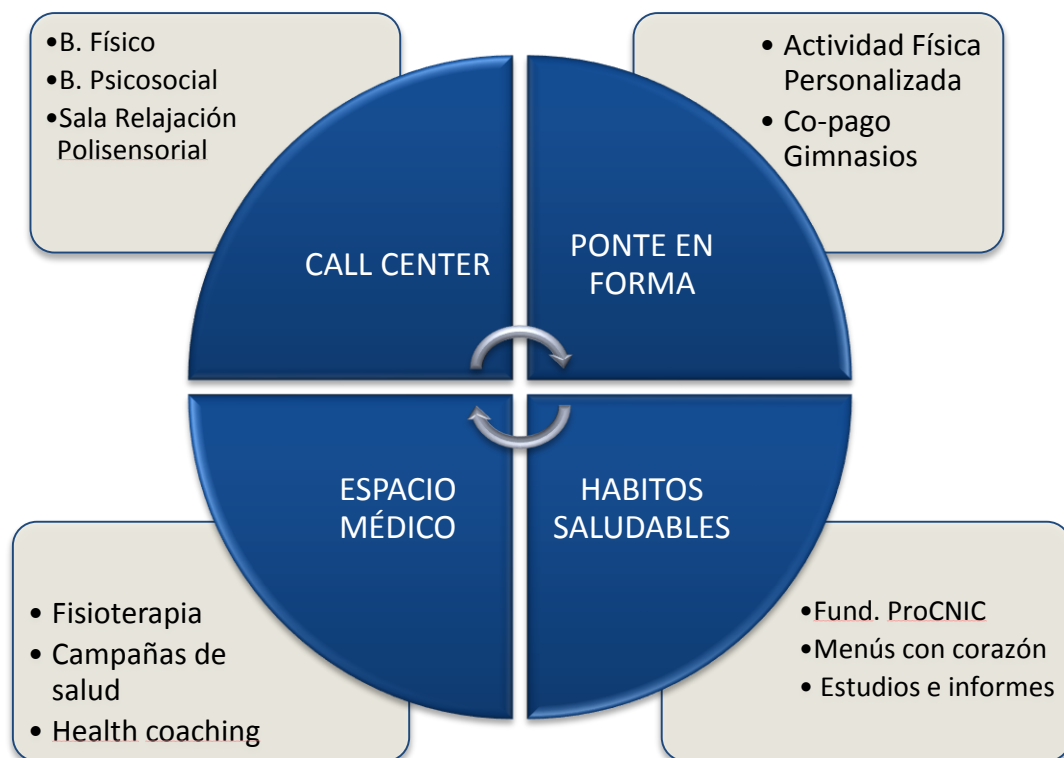 •B. Físico
•B. Psicosocial
•Sala Relajación
Polisensorial
• Actividad Física
Personalizada
• Co-pago
Gimnasios
CALL CENTER
PONTE EN
FORMA
ESPACIO
MÉDICO
HABITOS
SALUDABLES
• Fisioterapia
• Campañas de
salud
• Health coaching
•Fund. ProCNIC
•Menús con corazón
• Estudios e informes